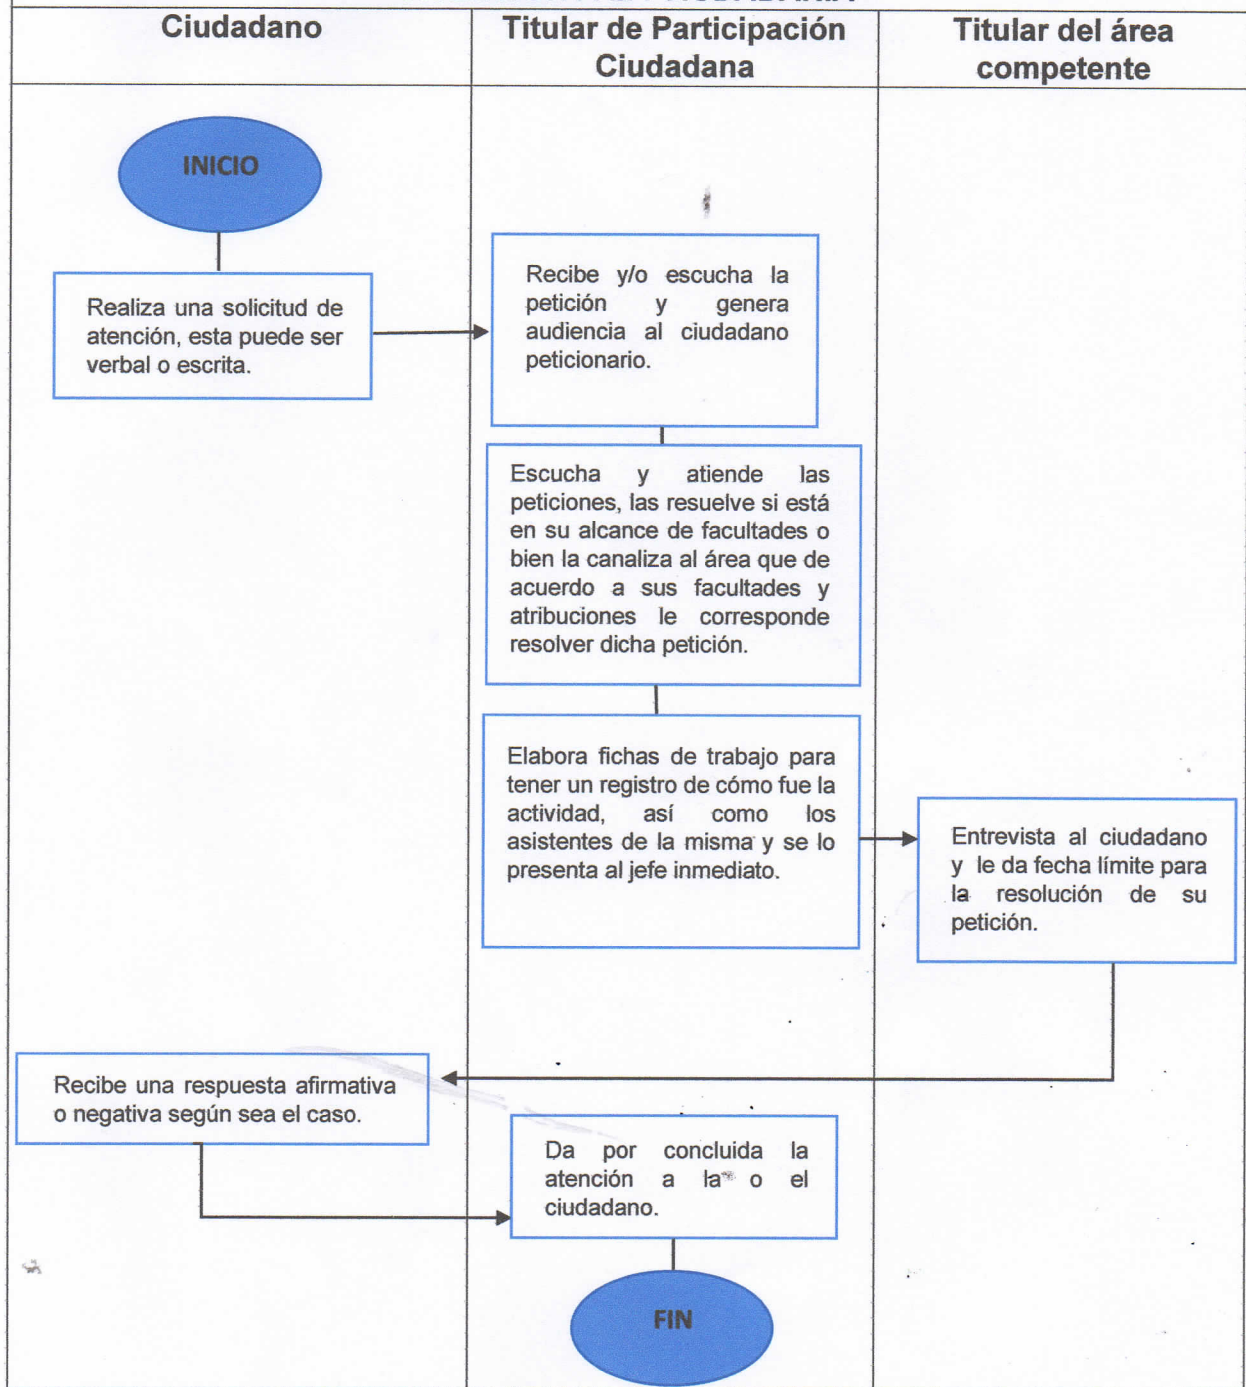 Ciudadano
Titular de Participación
Ciudadana
Titular del área
competente
INICIO
Realiza una solicitud de
atención, esta puede ser
verbal o escrita.
Recibe y/o escucha la
petición y genera
audiencia al ciudadano
peticionario.
Escucha y atiende las
peticiones, las resuelve si está
en su alcance de facultades o
bien la canaliza al área que de
acuerdo a sus facultades y
atribuciones le corresponde
resolver dicha petición.
Elabora fichas de trabajo para
tener un registro de cómo fue la
actividad, así como los
asistentes de la misma y se lo
presenta al jefe inmediato.
Entrevista al ciudadano
y le da fecha límite para
la resolución de su
petición.
Recibe una respuesta afirmativa
o negativa según sea el caso.
Da por concluida la
atención a la o el
ciudadano.
FIN